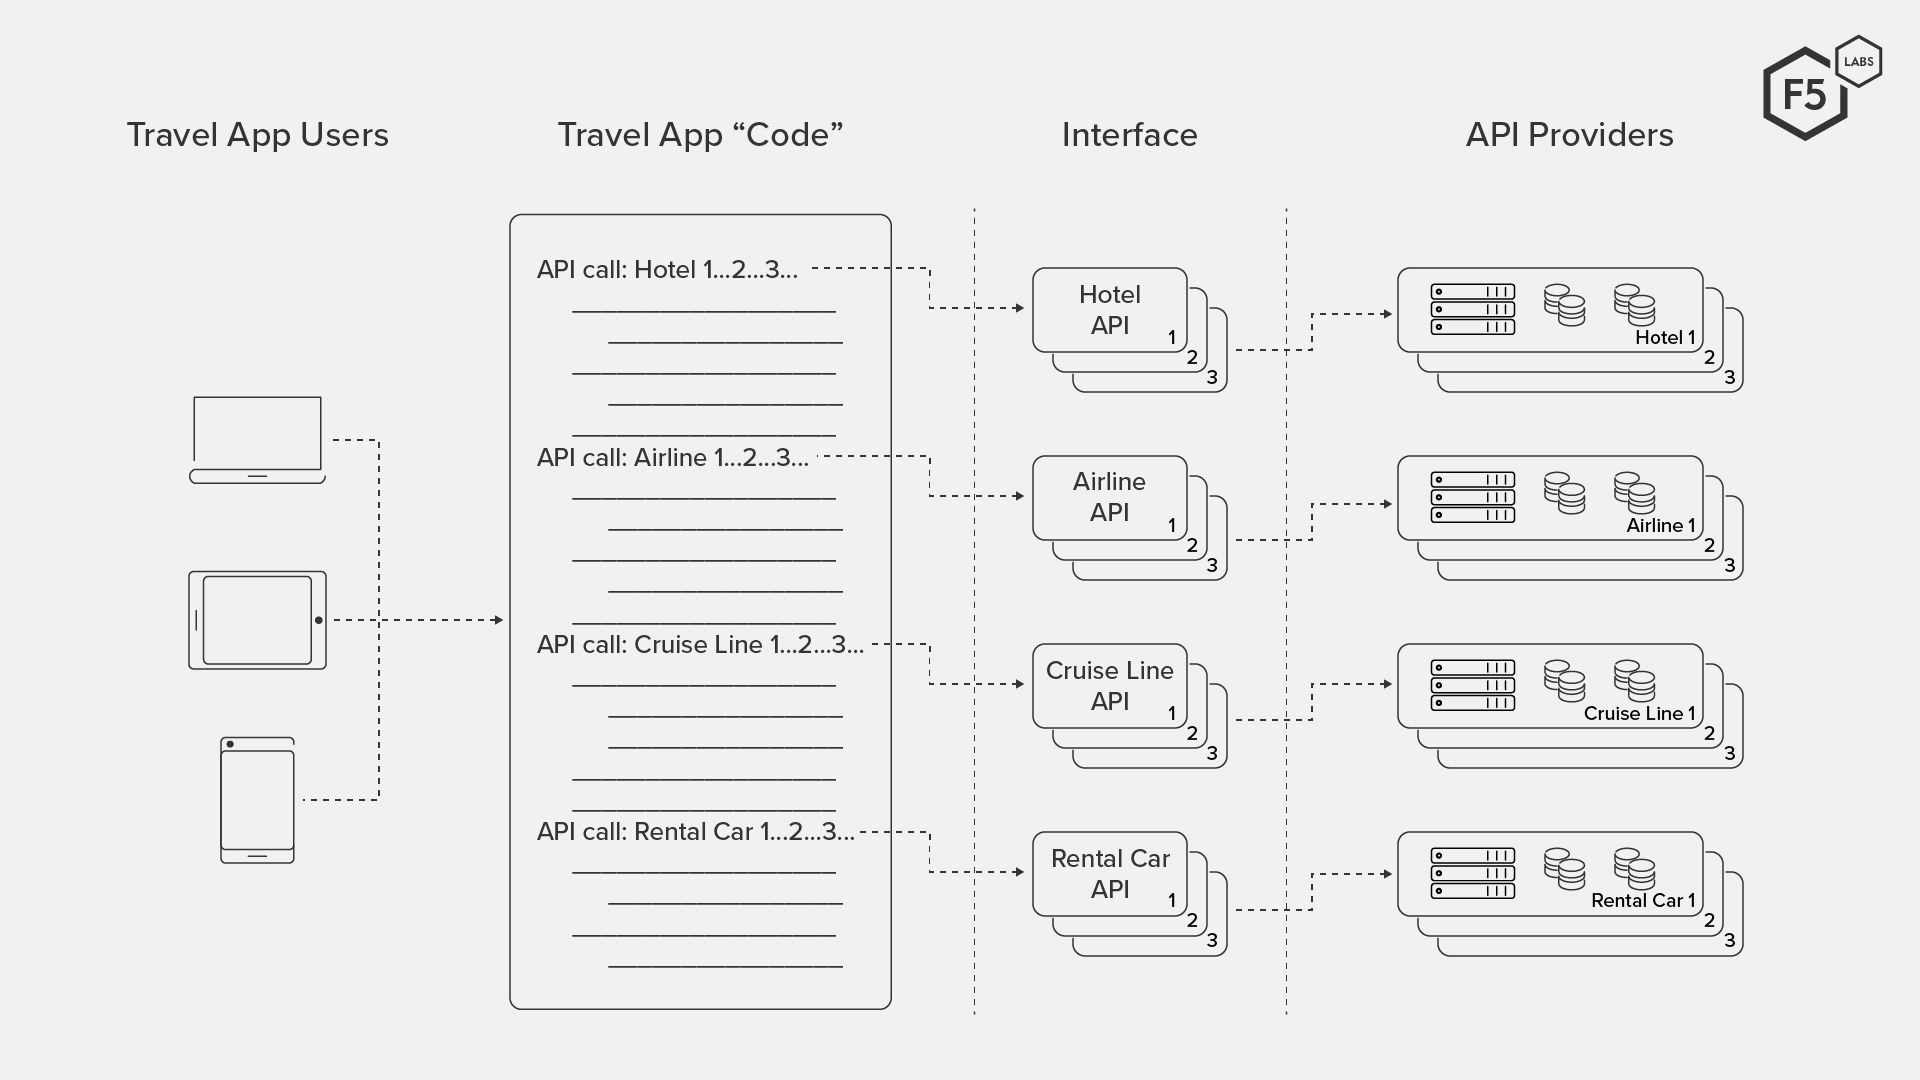 F5
LABS
Travel App Users
Travel App “Code”
Interface
API Providers
API call: Hotel 1...2...3...
API call: Airline 1...2...3...
API call: Cruise Line 1...2...3...
API call: Rental Car 1...2...3...
Hotel
API
1
2
3
Airline
API
1
2
3
Cruise Line
API
1
2
3
Rental Car
API
1
2
3
Hotel 1
2
3
Airline 1
2
3
Cruise Line 1
2
3
Rental Car 1
2
3